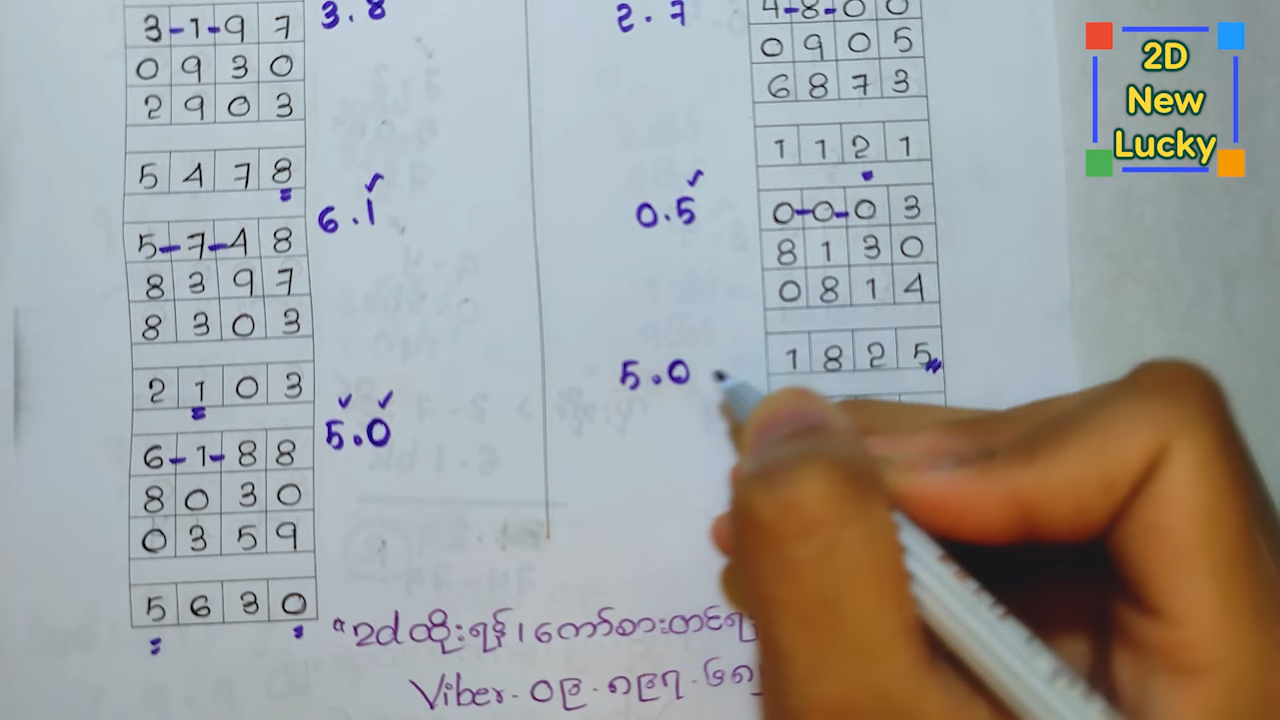 3-1-9 7
0 9 3 0
2 9 0 3
5 4 7 8
5-7-4 8
8 3 9 7
8 3 0 3
2 1 0 3
6-1-8 8
8 0 3 0
0 3 5 9
5 6 3 0
3.8
6.1
5.0
2.7
0.5
5.0
4-8-0 0
0 9 0 5
6 8 7 3
1 1 2 1
0-0-0 3
8 1 3 0
0 8 1 4
1 8 2 5
"2d ထိုးရန်၊ ကော်စားတင်ရ
Viber.
2D
New
Lucky